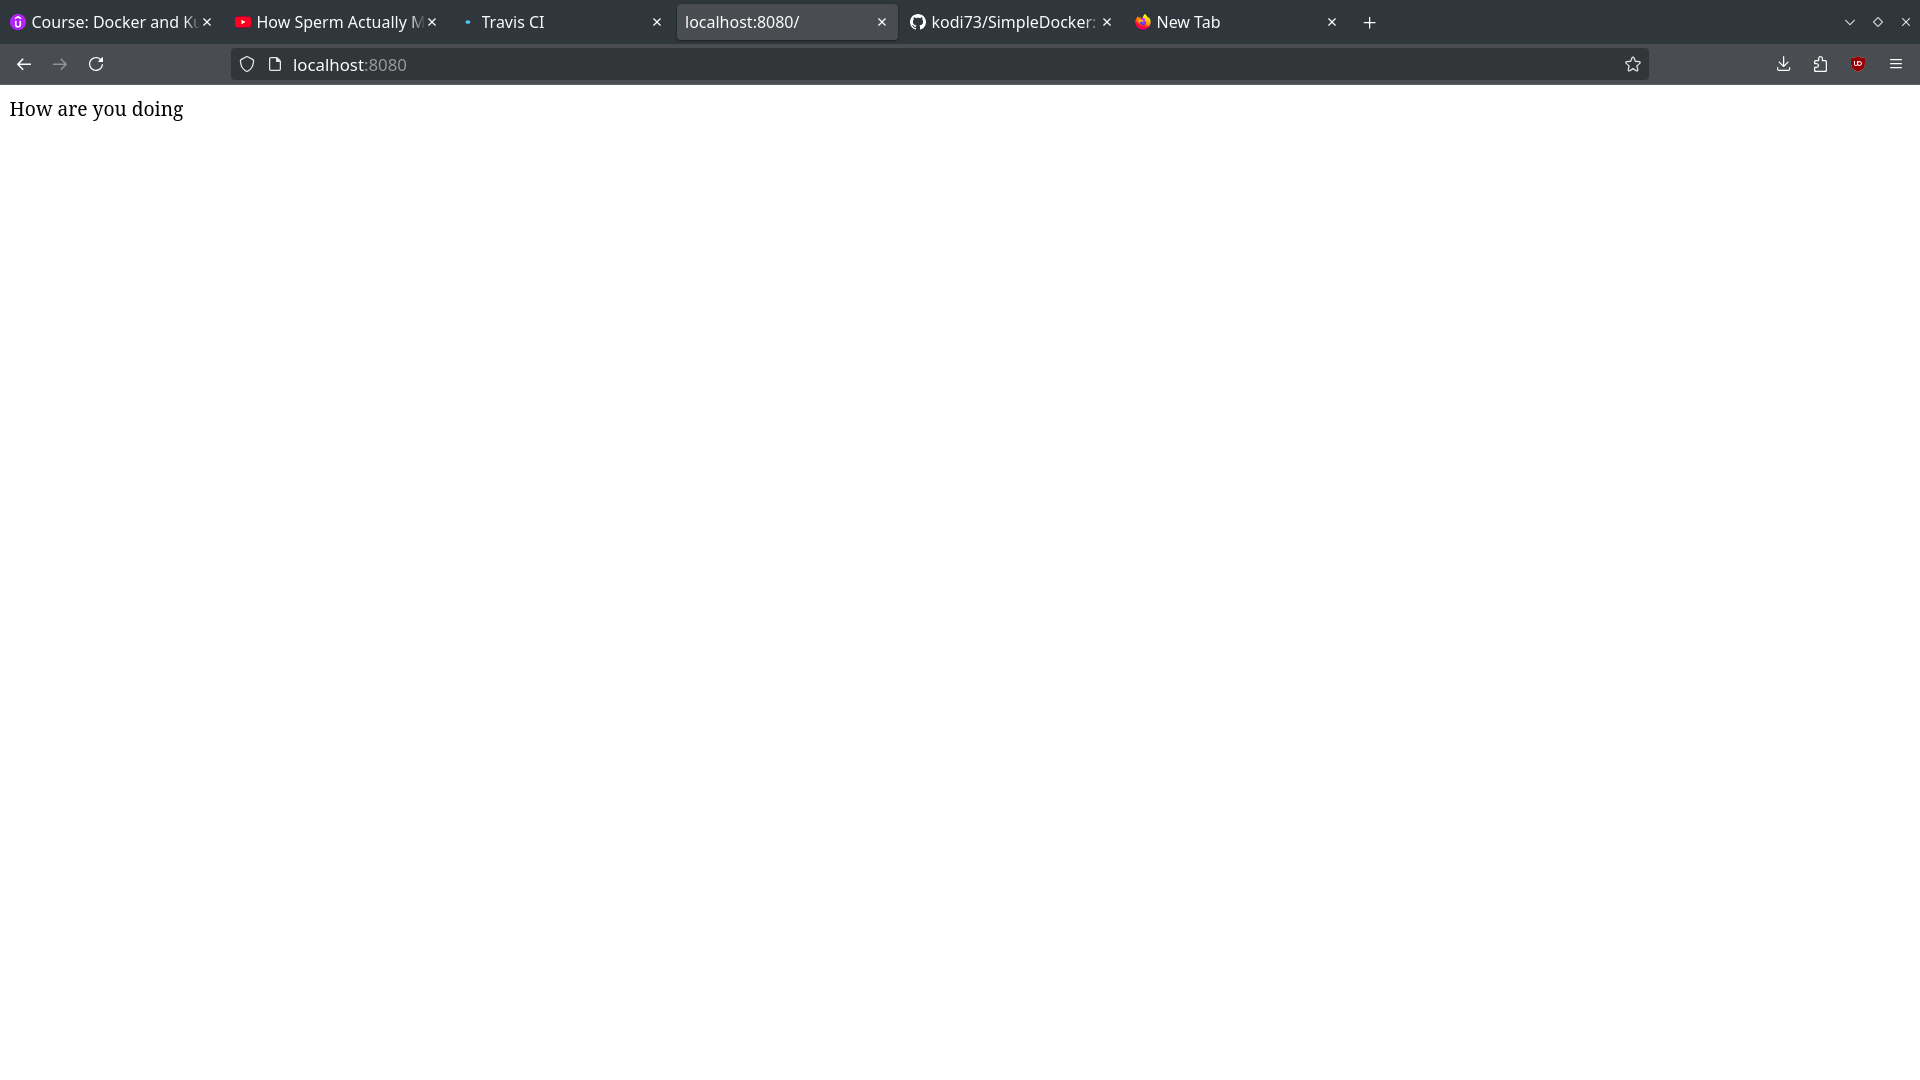 Course: Docker and Ku
How Sperm Actually M
Travis CI
localhost:8080/
kodi73/SimpleDocker:
New Tab
localhost:8080
How are you doing